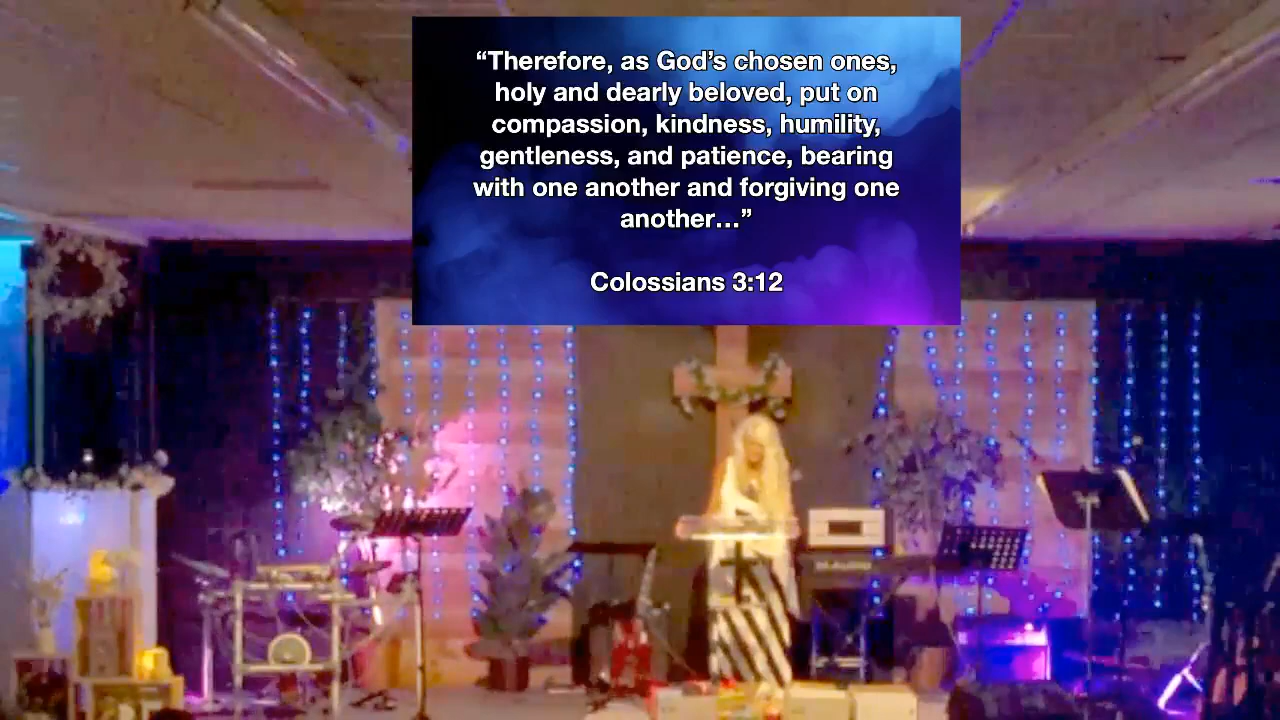 “Therefore, as God’s chosen ones,
holy and dearly beloved, put on
compassion, kindness, humility,
gentleness, and patience, bearing
with one another and forgiving one
another…”
Colossians 3:12